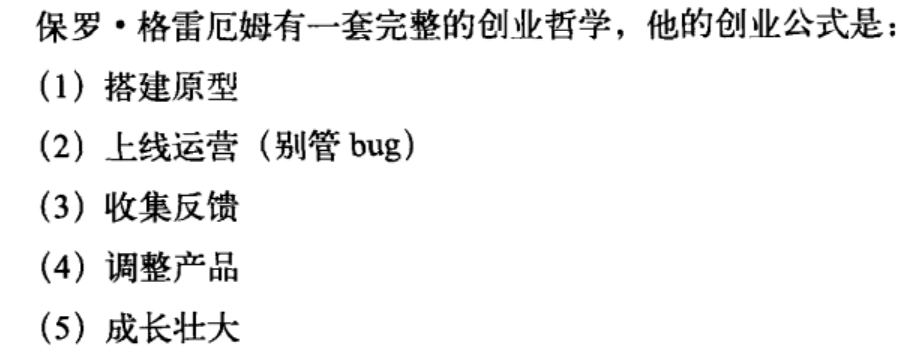 保罗·格雷厄姆有一套完整的创业哲学，他的创业公式是：
（1）搭建原型
（2）上线运营（别管 bug）
（3）收集反馈
（4）调整产品
（5）成长壮大